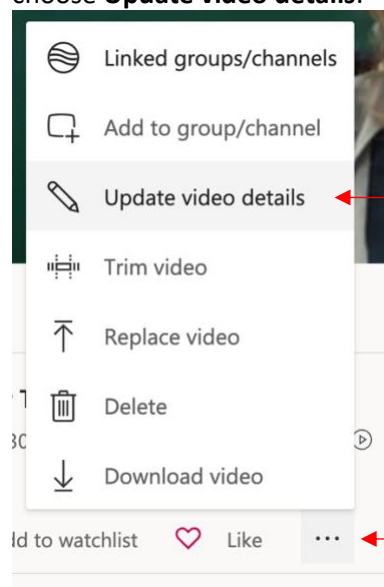 choose Update video details.
Linked groups/channels
Add to group/channel
Update video details
Trim video
Replace video
Delete
Download video
to watchlist Like ...